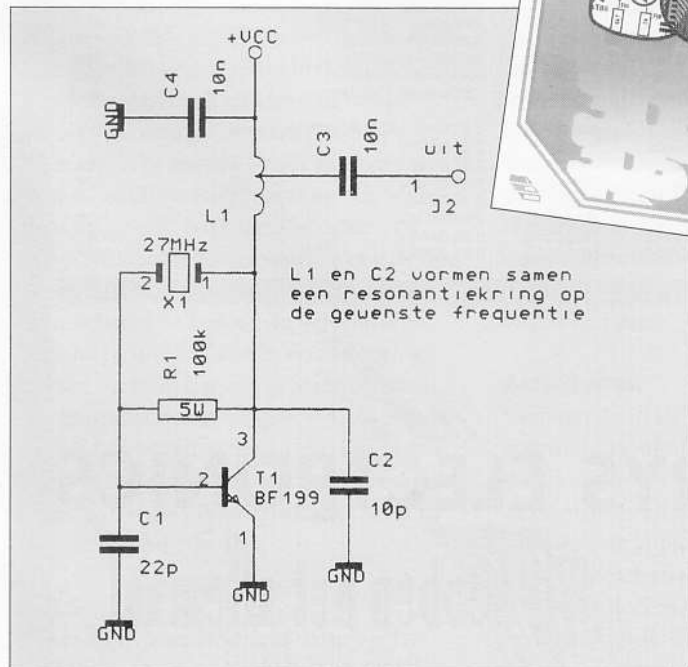 +VCC
C4
10n
GND
C3
10n
uit
1
J2
L1
27MHz
2
1
X1
L1 en C2 vormen samen
een resonantiekring op
de gewenste frequentie
R1
100k
5W
3
2
T1
BF199
1
C2
10p
C1
22p
GND
GND
GND